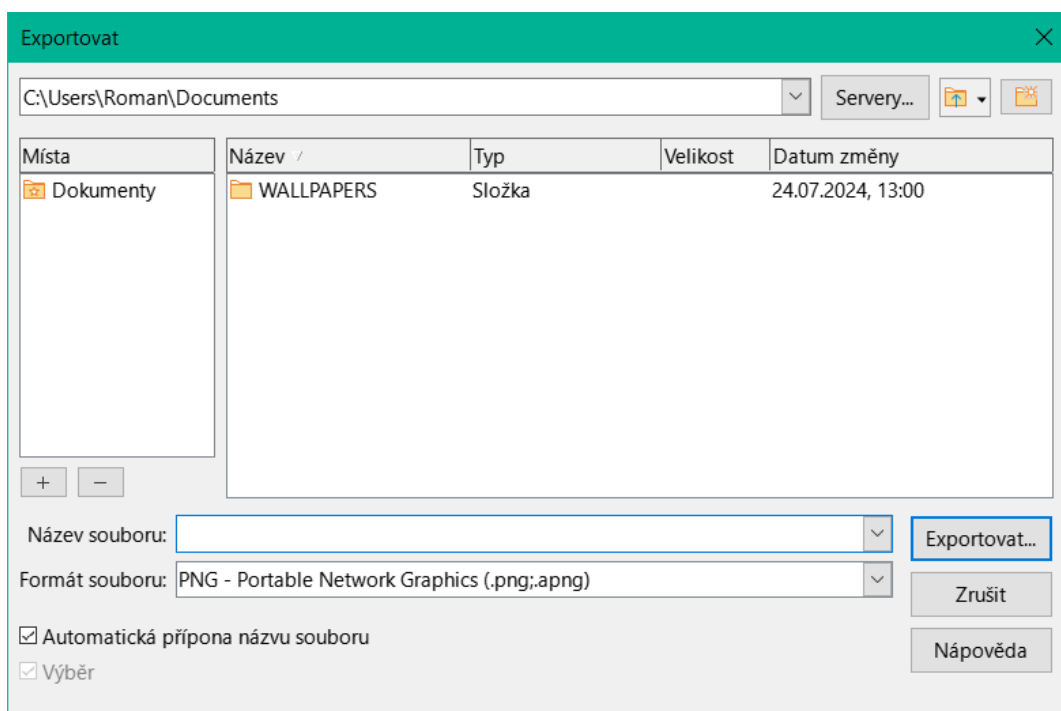 Exportovat
C:\Users\Roman\Documents
Servery...
Místa
Název Typ Velikost Datum změny
Dokumenty
WALLPAPERS Složka 24.07.2024, 13:00
+ −
Název souboru:
Exportovat...
Formát souboru: PNG - Portable Network Graphics (.png;.apng)
Zrušit
Automatická přípona názvu souboru
Nápověda
Výběr